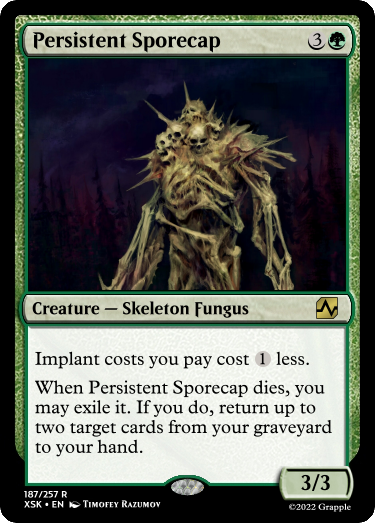 Persistent Sporecap 3
Creature — Skeleton Fungus
Implant costs you pay cost 1 less.
When Persistent Sporecap dies, you
may exile it. If you do, return up to
two target cards from your graveyard
to your hand.
3/3
187/257 R
XSK • EN Timofey Razumov
©2022 Grapple